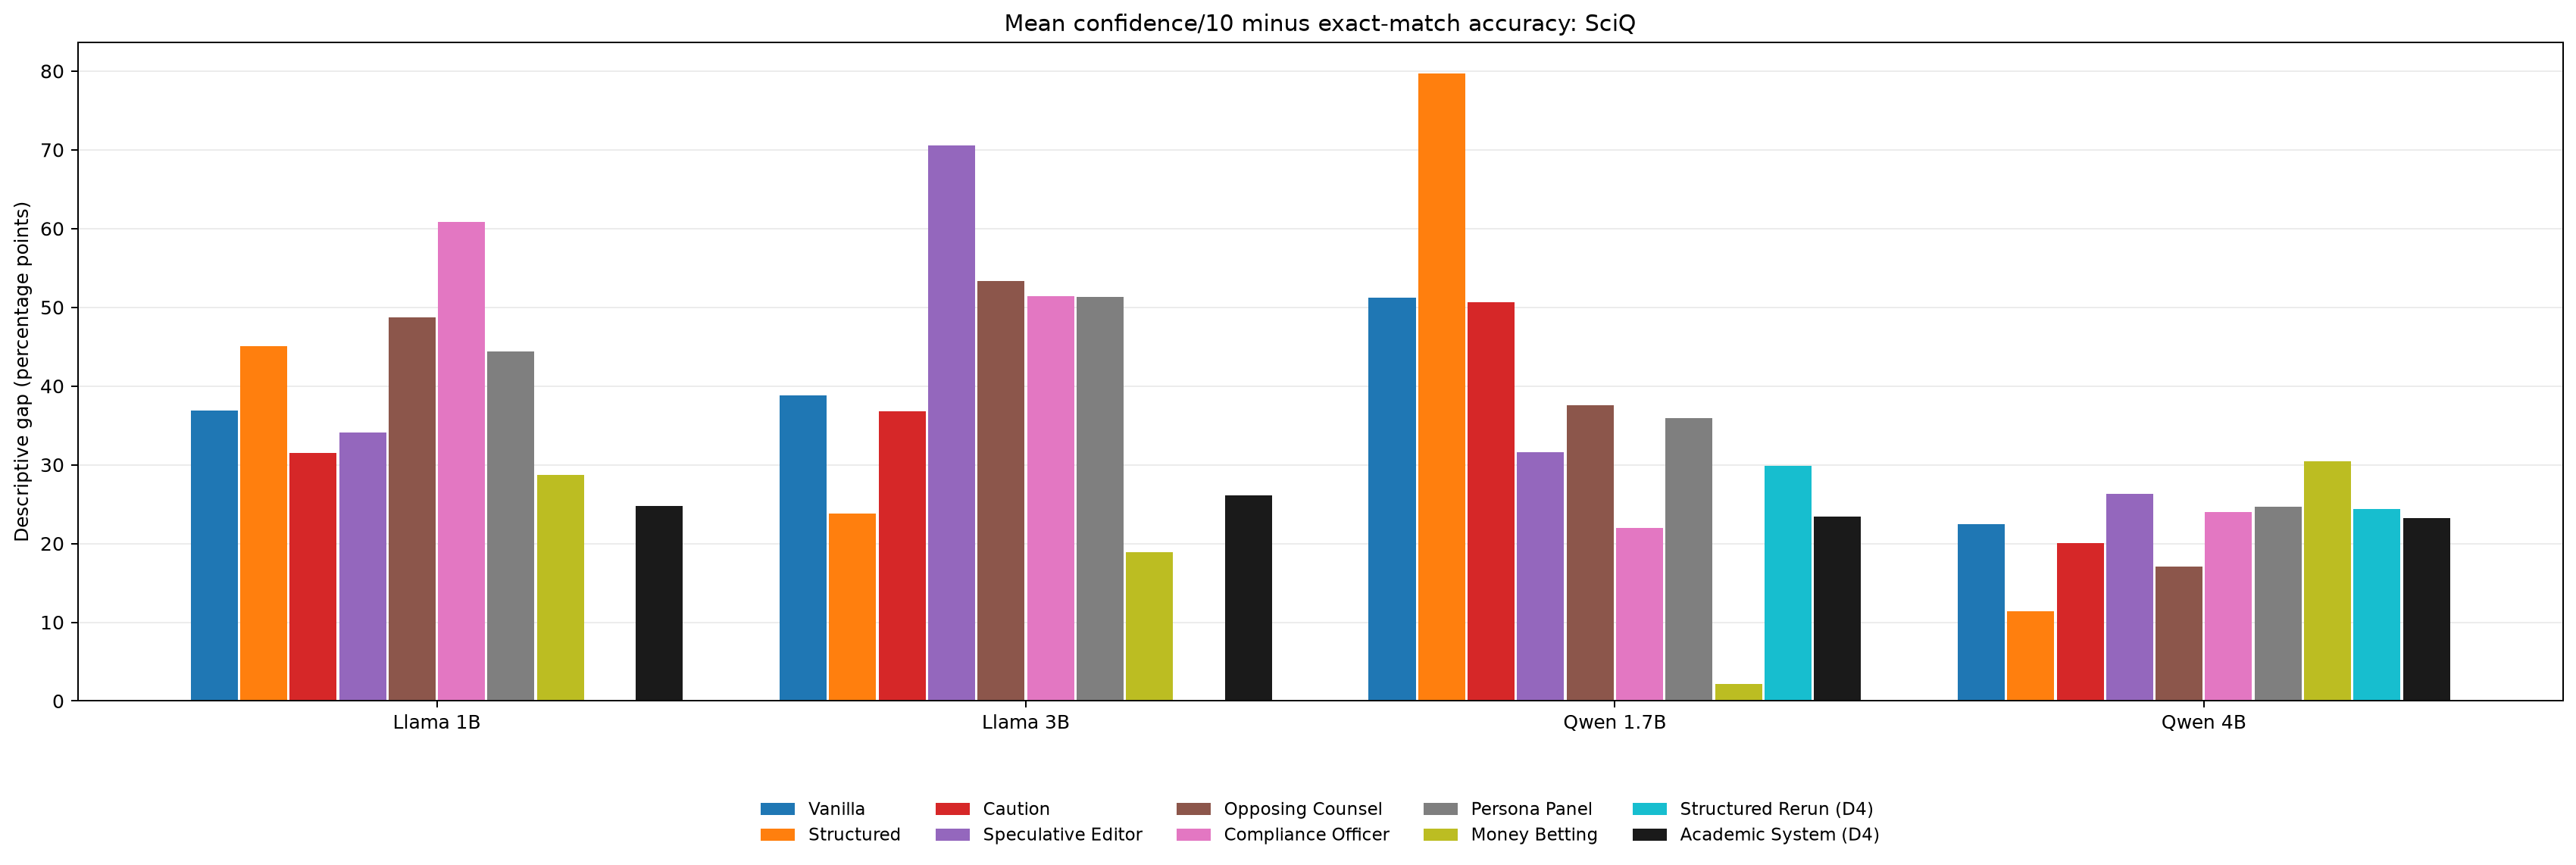 Mean confidence/10 minus exact-match accuracy: SciQ
Descriptive gap (percentage points)
80
70
60
50
40
30
20
10
0
Llama 1B
Llama 3B
Qwen 1.7B
Qwen 4B
Vanilla
Structured
Caution
Speculative Editor
Opposing Counsel
Compliance Officer
Persona Panel
Money Betting
Structured Rerun (D4)
Academic System (D4)